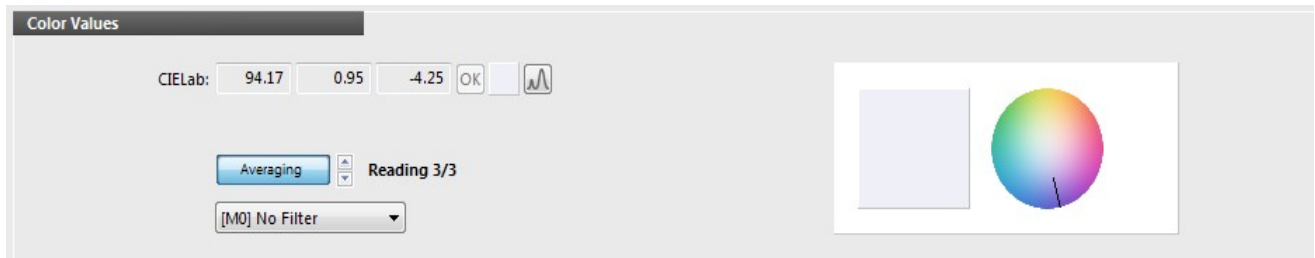 Color Values
CIELab: 94.17 0.95 -4.25 OK
Averaging Reading 3/3
[M0] No Filter